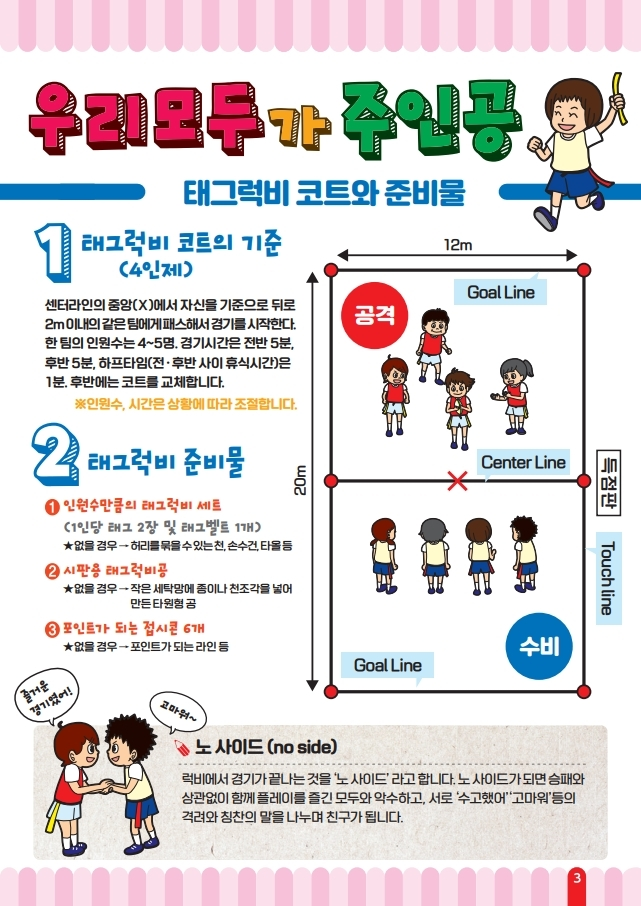 우리모두가 주인공
태그럭비 코트와 준비물
1 태그럭비 코트의 기준
(4인제)
센터라인의 중앙(X)에서 자신을 기준으로 뒤로
2m 이내의 같은 팀에게 패스해서 경기를 시작한다.
한 팀의 인원수는 4~5명. 경기시간은 전반 5분,
후반 5분, 하프타임(전·후반 사이 휴식시간)은
1분. 후반에는 코트를 교체합니다.
※인원수, 시간은 상황에 따라 조절합니다.
2 태그럭비 준비물
1 인원수만큼의 태그럭비 세트
(1인당 태그 2장 및 태그벨트 1개)
★없을 경우 → 허리를 묶을 수 있는 천, 손수건, 타올 등
2 시판용 태그럭비공
★없을 경우 → 작은 세탁망에 종이나 천조각을 넣어
만든 타원형 공
3 포인트가 되는 접시콘 6개
★없을 경우 → 포인트가 되는 라인 등
12m
Goal Line
공격
20m
Center Line
득점판
Touch line
수비
Goal Line
즐거운
경기였어!
고마워~
노 사이드 (no side)
럭비에서 경기가 끝나는 것을 '노 사이드' 라고 합니다. 노 사이드가 되면 승패와
상관없이 함께 플레이를 즐긴 모두와 악수하고, 서로 '수고했어' '고마워' 등의
격려와 칭찬의 말을 나누며 친구가 됩니다.
3